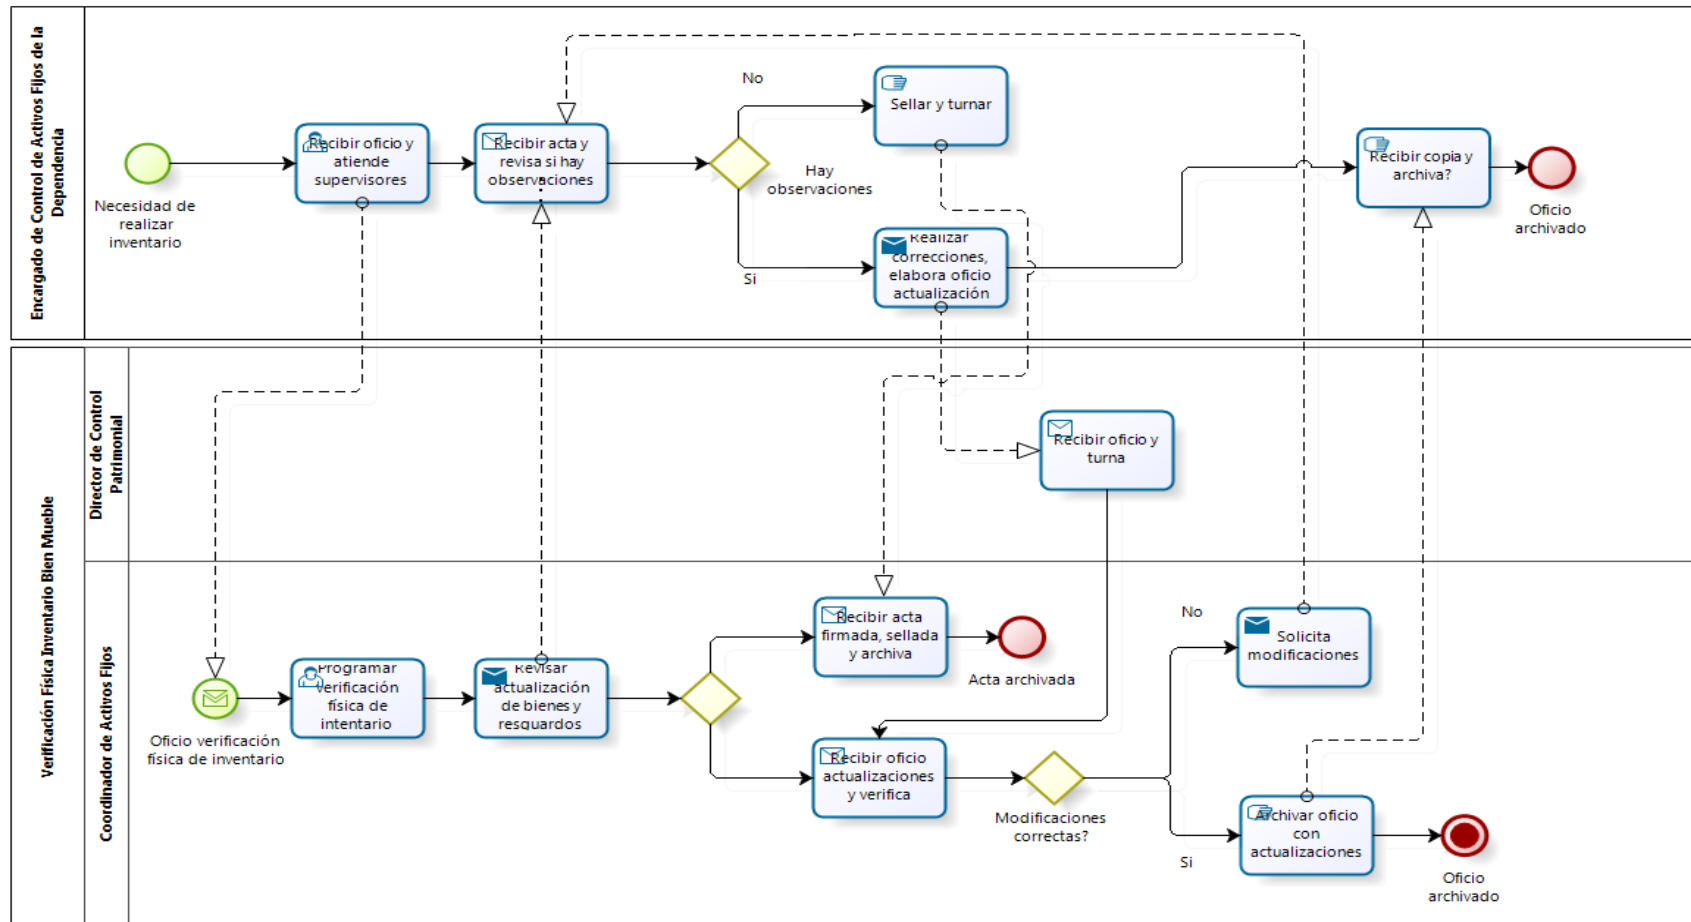 Encargado de Control de Activos Fijos de la
Dependencia
Necesidad de
realizar
inventario
Recibir oficio y
atiende
supervisores
Recibir acta y
revisa si hay
observaciones
No
Hay
observaciones
Si
Sellar y turnar
Realizar
correcciones,
elabora oficio
actualización
Recibir copia y
archiva?
Oficio
archivado
Verificación Física Inventario Bien Mueble
Director de Control
Patrimonial
Recibir oficio y
turna
Coordinador de Activos Fijos
Oficio verificación
física de inventario
Programar
verificación
física de
intentario
Revisar
actualización
de bienes y
resguardos
Recibir acta
firmada, sellada
y archiva
Acta archivada
Recibir oficio
actualizaciones
y verifica
Modificaciones
correctas?
No
Solicita
modificaciones
Si
Archivar oficio
con
actualizaciones
Oficio
archivado